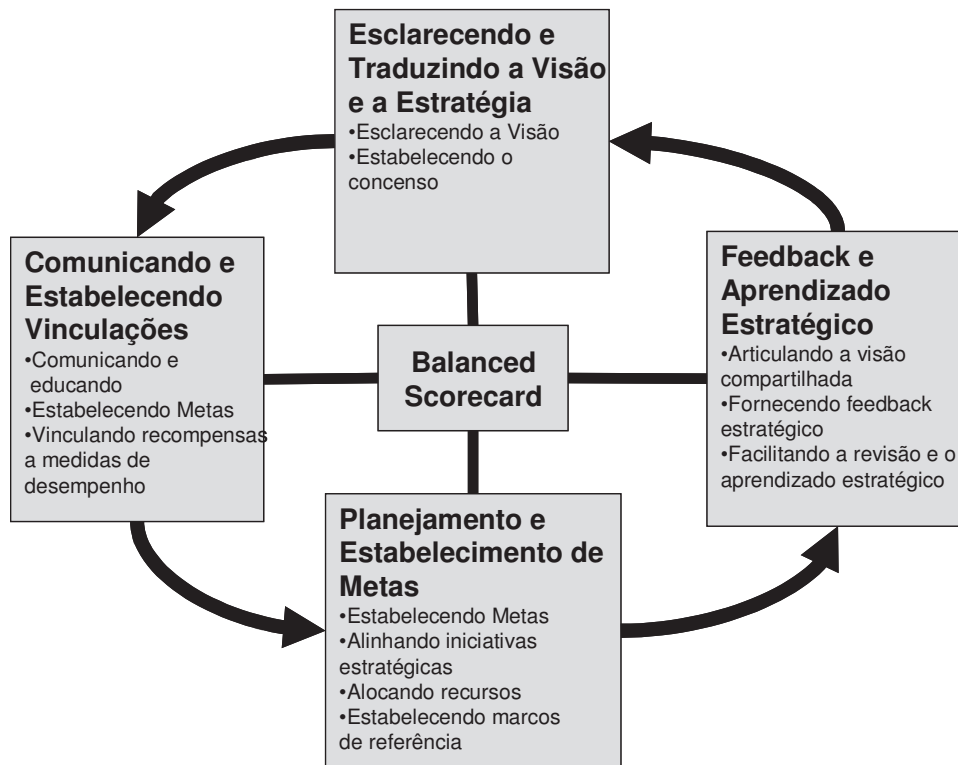 Esclarecendo e
Traduzindo a Visão
e a Estratégia
•Esclarecendo a Visão
•Estabelecendo o
concenso
Comunicando e
Estabelecendo
Vinculações
•Comunicando e
educando
•Estabelecendo Metas
•Vinculando recompensas
a medidas de
desempenho
Balanced
Scorecard
Feedback e
Aprendizado
Estratégico
•Articulando a visão
compartilhada
•Fornecendo feedback
estratégico
•Facilitando a revisão e o
aprendizado estratégico
Planejamento e
Estabelecimento de
Metas
•Estabelecendo Metas
•Alinhando iniciativas
estratégicas
•Alocando recursos
•Estabelecendo marcos
de referência